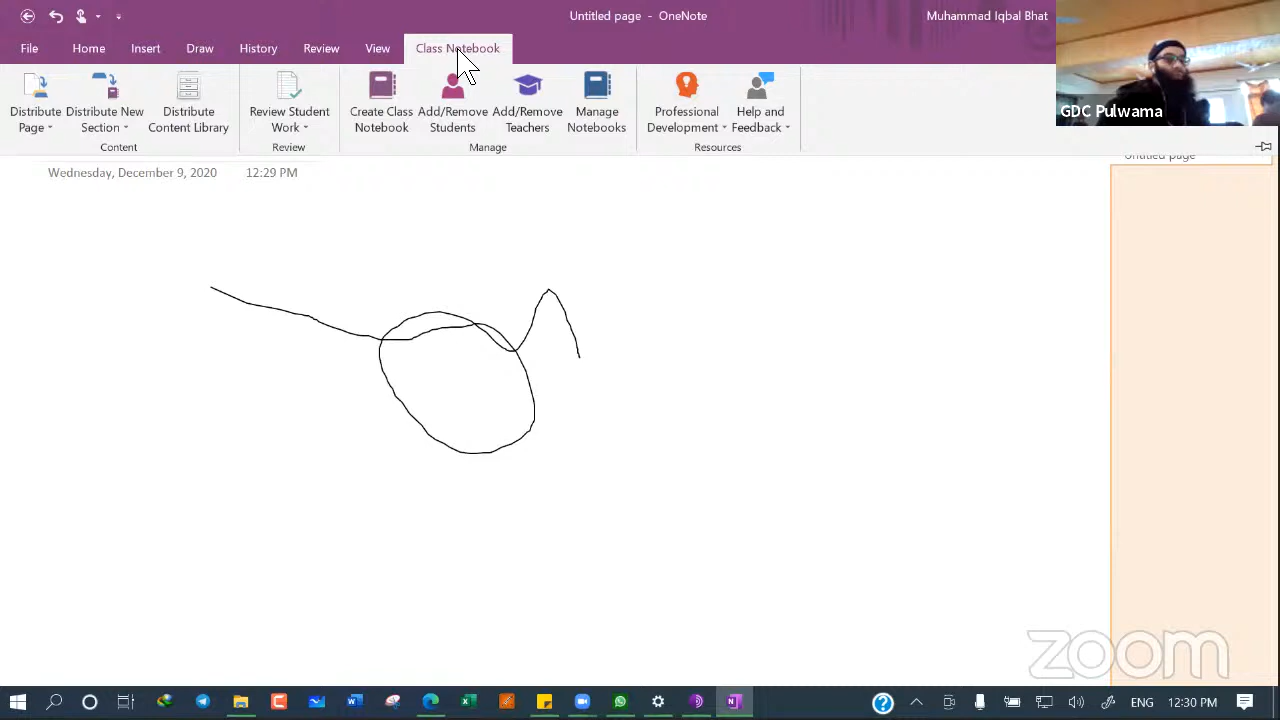 Untitled page - OneNote
Muhammad Iqbal Bhat
File Home Insert Draw History Review View Class Notebook
Distribute Page
Distribute New Section
Distribute Content Library
Review Student Work
Create Class Notebook
Add/Remove Students
Add/Remove Teachers
Manage Notebooks
Professional Development
Help and Feedback
Content
Review
Manage
Resources
GDC Pulwama
Untitled page
Wednesday, December 9, 2020 12:29 PM
zoom
ENG 12:30 PM